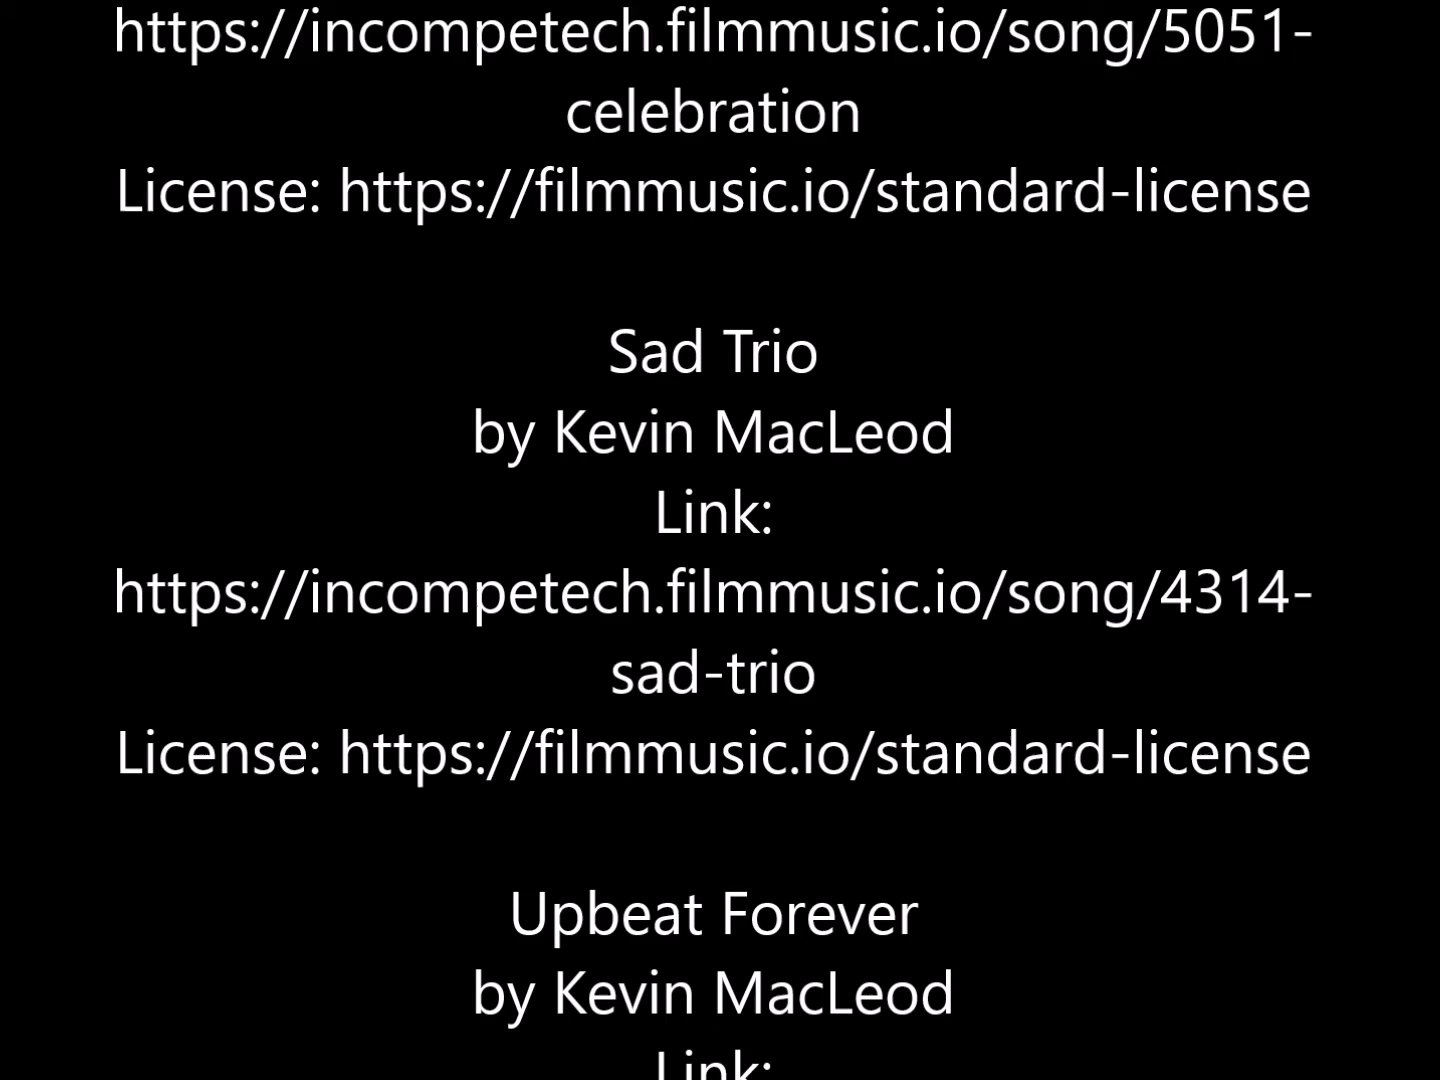 https://incompetech.filmmusic.io/song/5051-
celebration
License: https://filmmusic.io/standard-license
Sad Trio
by Kevin MacLeod
Link:
https://incompetech.filmmusic.io/song/4314-
sad-trio
License: https://filmmusic.io/standard-license
Upbeat Forever
by Kevin MacLeod
Link: